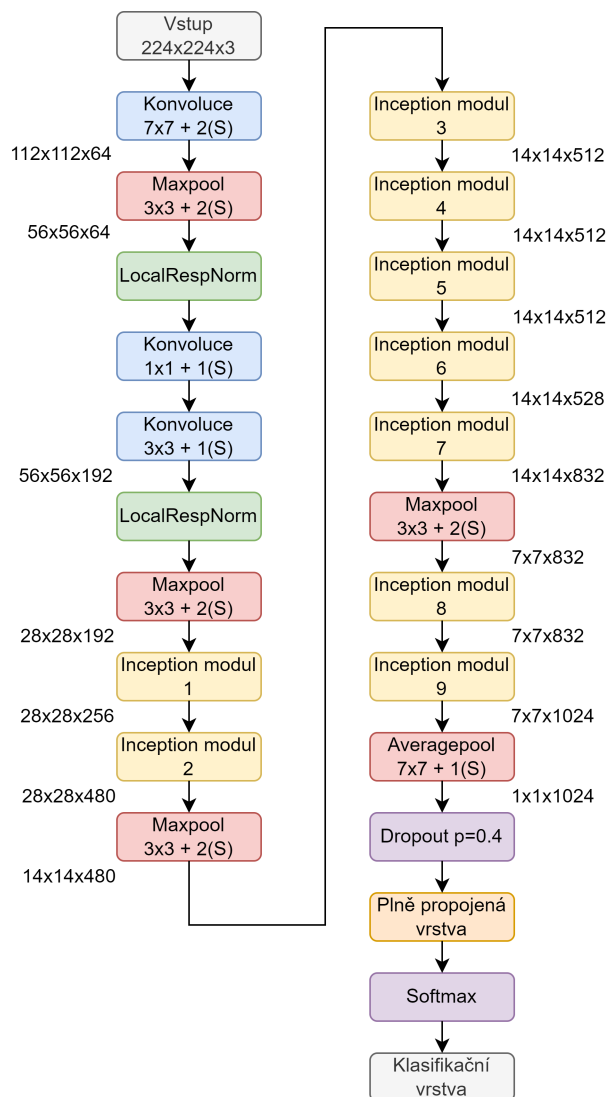 Vstup
224x224x3
Konvoluce
7x7 + 2(S)
112x112x64
Maxpool
3x3 + 2(S)
56x56x64
LocalRespNorm
Konvoluce
1x1 + 1(S)
Konvoluce
3x3 + 1(S)
56x56x192
LocalRespNorm
Maxpool
3x3 + 2(S)
28x28x192
Inception modul
1
28x28x256
Inception modul
2
28x28x480
Maxpool
3x3 + 2(S)
14x14x480
Inception modul
3
14x14x512
Inception modul
4
14x14x512
Inception modul
5
14x14x512
Inception modul
6
14x14x528
Inception modul
7
14x14x832
Maxpool
3x3 + 2(S)
7x7x832
Inception modul
8
7x7x832
Inception modul
9
7x7x1024
Averagepool
7x7 + 1(S)
1x1x1024
Dropout p=0.4
Plně propojená
vrstva
Softmax
Klasifikační
vrstva